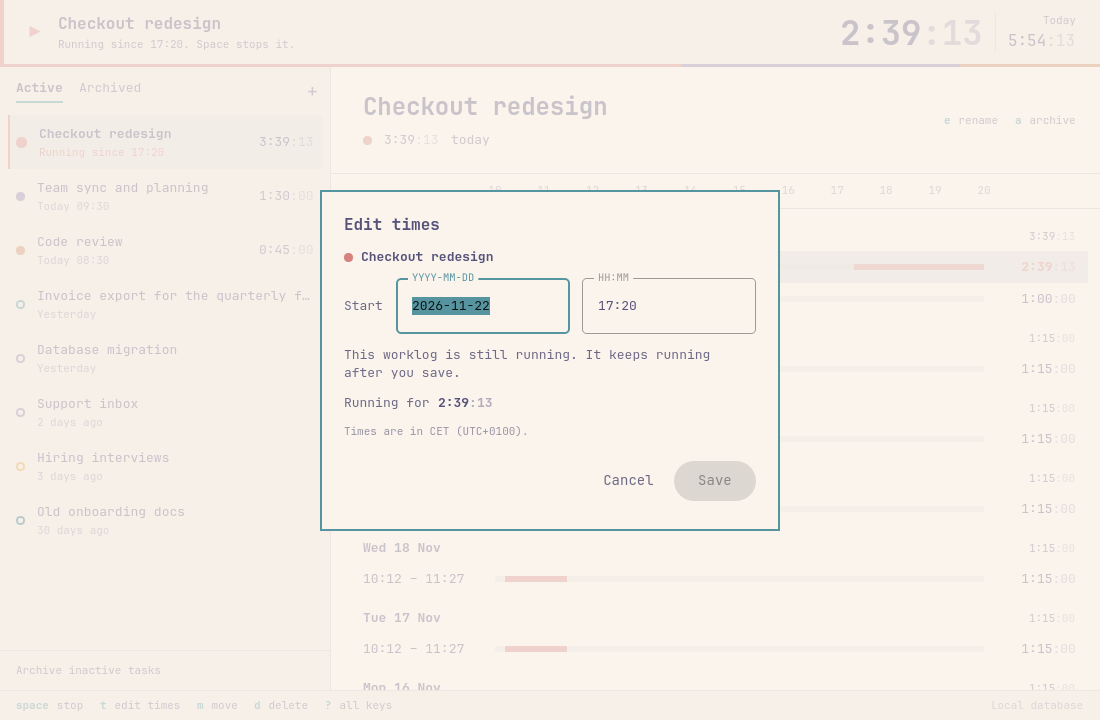 Checkout redesign
Running since 17:20. Space stops it.
2:39:13
Today
5:54:13
Active Archived +
Checkout redesign
Running since 17:20
3:39:13
Team sync and planning
Today 09:30
1:30:00
Code review
Today 08:30
0:45:00
Invoice export for the quarterly f…
Yesterday
Database migration
Yesterday
Support inbox
2 days ago
Hiring interviews
3 days ago
Old onboarding docs
30 days ago
Archive inactive tasks
Checkout redesign
3:39:13 today
e rename a archive
10 11 12 13 14 15 16 17 18 19 20
3:39:13
2:39:13
1:00:00
1:15:00
1:15:00
1:15:00
1:15:00
1:15:00
1:15:00
Wed 18 Nov
1:15:00
10:12 – 11:27
1:15:00
Tue 17 Nov
1:15:00
10:12 – 11:27
1:15:00
Mon 16 Nov
1:15:00
Edit times
Checkout redesign
Start
YYYY-MM-DD
2026-11-22
HH:MM
17:20
This worklog is still running. It keeps running
after you save.
Running for 2:39:13
Times are in CET (UTC+0100).
Cancel Save
space stop t edit times m move d delete ? all keys
Local database